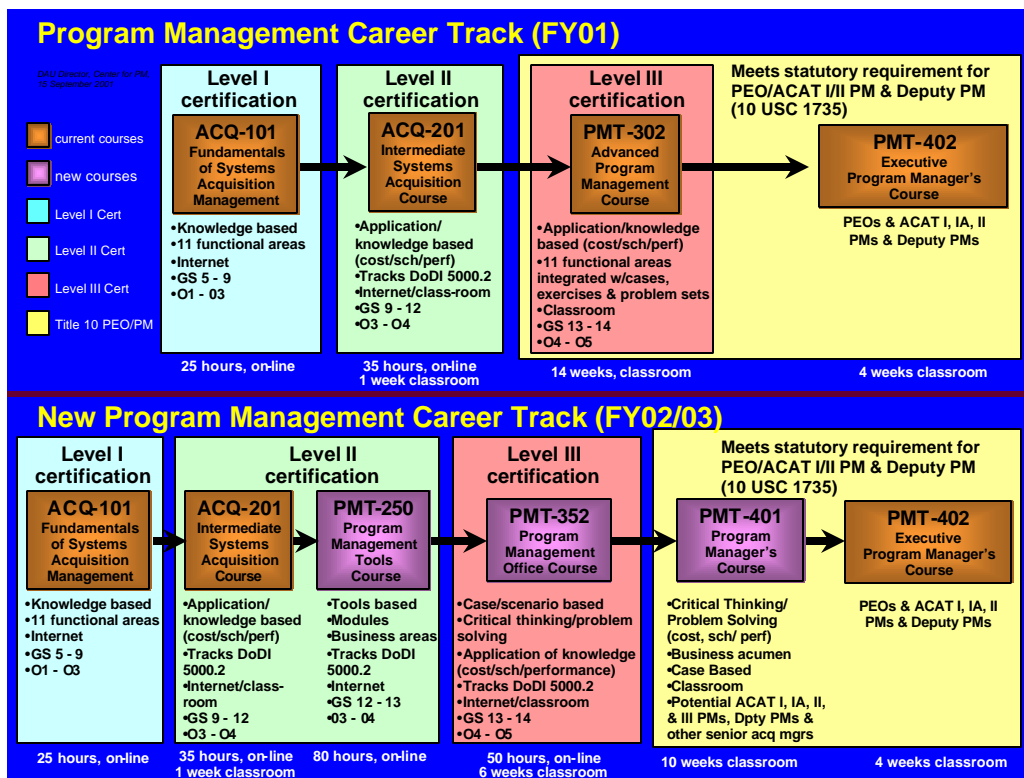 Program Management Career Track (FY01)
DAU Director, Center for PM,
15 September 2001
current courses
new courses
Level I Cert
Level II Cert
Level III Cert
Title 10 PEO/PM
Level I
certification
ACQ-101
Fundamentals
of Systems
Acquisition
Management
•Knowledge based
•11 functional areas
•Internet
•GS 5 - 9
•O1 - 03
25 hours, on-line
Level II
certification
ACQ-201
Intermediate
Systems
Acquisition
Course
•Application/
knowledge based
(cost/sch/perf)
•Tracks DoDI 5000.2
•Internet/class-room
•GS 9 - 12
•O3 - O4
35 hours, on-line
1 week classroom
Level III
certification
PMT-302
Advanced
Program
Management
Course
•Application/knowledge
based (cost/sch/perf)
•11 functional areas
integrated w/cases,
exercises & problem sets
•Classroom
•GS 13 - 14
•O4 - O5
14 weeks, classroom
Meets statutory requirement for
PEO/ACAT I/II PM & Deputy PM
(10 USC 1735)
PMT-402
Executive
Program Manager's
Course
PEOs & ACAT I, IA, II
PMs & Deputy PMs
4 weeks classroom
New Program Management Career Track (FY02/03)
Level I
certification
ACQ-101
Fundamentals
of Systems
Acquisition
Management
•Knowledge based
•11 functional areas
•Internet
•GS 5 - 9
•O1 - O3
25 hours, on-line
Level II
certification
ACQ-201
Intermediate
Systems
Acquisition
Course
•Application/
knowledge based
(cost/sch/perf)
•Tracks DoDI
5000.2
•Internet/class-
room
•GS 9 - 12
•O3 - O4
35 hours, on-line
1 week classroom
PMT-250
Program
Management
Tools
Course
•Tools based
•Modules
•Business areas
•Tracks DoDI
5000.2
•Internet
•GS 12 - 13
•03 - 04
80 hours, on-line
Level III
certification
PMT-352
Program
Management
Office Course
•Case/scenario based
•Critical thinking/problem
solving
•Application of knowledge
(cost/sch/performance)
•Tracks DoDI 5000.2
•Internet/classroom
•GS 13 - 14
•O4 - O5
50 hours, on-line
6 weeks classroom
Meets statutory requirement for
PEO/ACAT I/II PM & Deputy PM
(10 USC 1735)
PMT-401
Program
Manager's
Course
•Critical Thinking/
Problem Solving
(cost, sch/ perf)
•Business acumen
•Case Based
•Classroom
•Potential ACAT I, IA, II,
& III PMs, Dpty PMs &
other senior acq mgrs
10 weeks classroom
PMT-402
Executive
Program Manager's
Course
PEOs & ACAT I, IA, II
PMs & Deputy PMs
4 weeks classroom